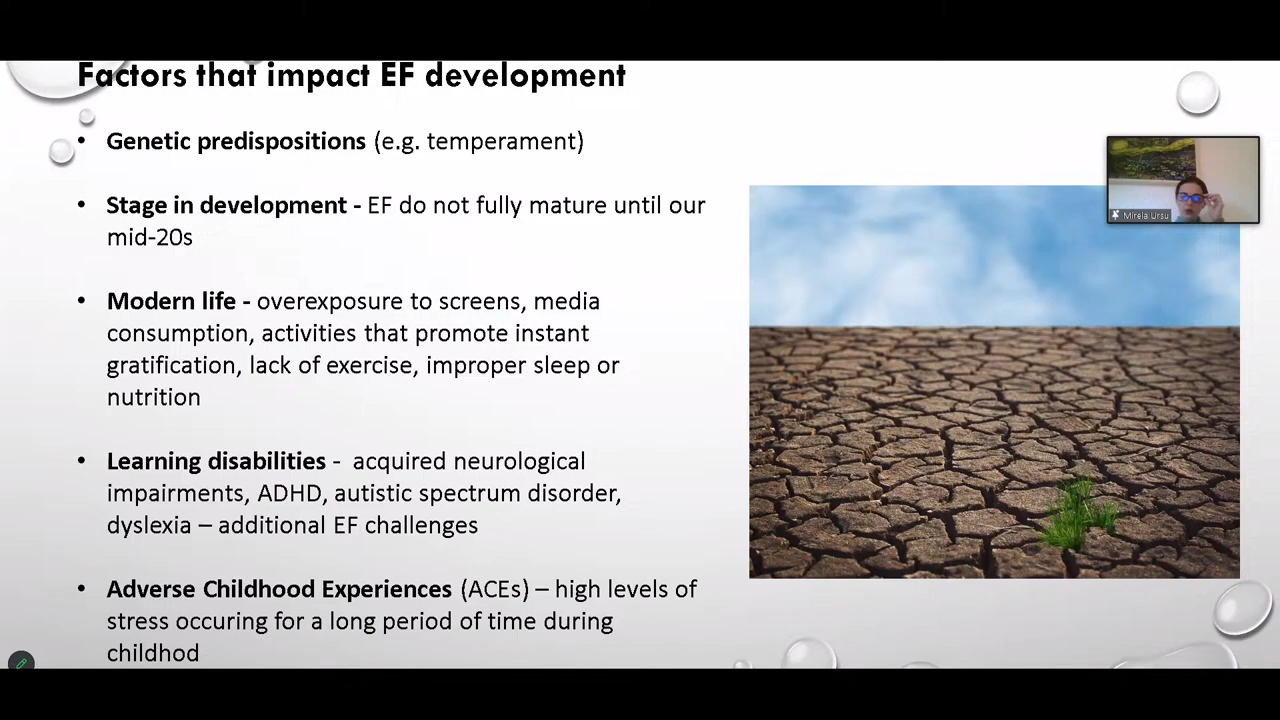 Factors that impact EF development
• Genetic predispositions (e.g. temperament)
• Stage in development - EF do not fully mature until our
mid-20s
• Modern life - overexposure to screens, media
consumption, activities that promote instant
gratification, lack of exercise, improper sleep or
nutrition
• Learning disabilities - acquired neurological
impairments, ADHD, autistic spectrum disorder,
dyslexia – additional EF challenges
• Adverse Childhood Experiences (ACEs) – high levels of
stress occuring for a long period of time during
childhod
Mirela Ursu